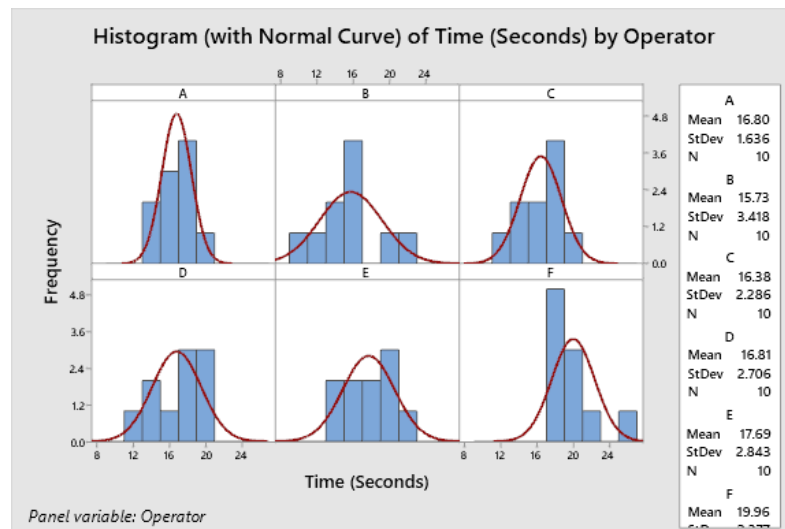 Histogram (with Normal Curve) of Time (Seconds) by Operator
8 12 16 20 24
A B C
4.8
3.6
2.4
1.2
0.0
Frequency
D E F
4.8
3.6
2.4
1.2
0.0
8 12 16 20 24 8 12 16 20 24
Time (Seconds)
Panel variable: Operator
A
Mean 16.80
StDev 1.636
N 10
B
Mean 15.73
StDev 3.418
N 10
C
Mean 16.38
StDev 2.286
N 10
D
Mean 16.81
StDev 2.706
N 10
E
Mean 17.69
StDev 2.843
N 10
F
Mean 19.96